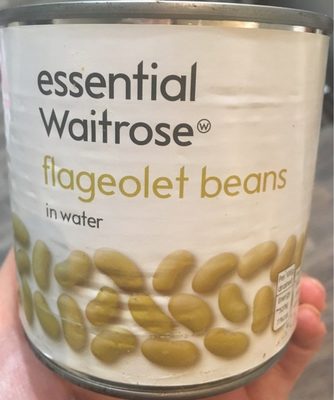 essential
Waitrose
flageolet beans
in water